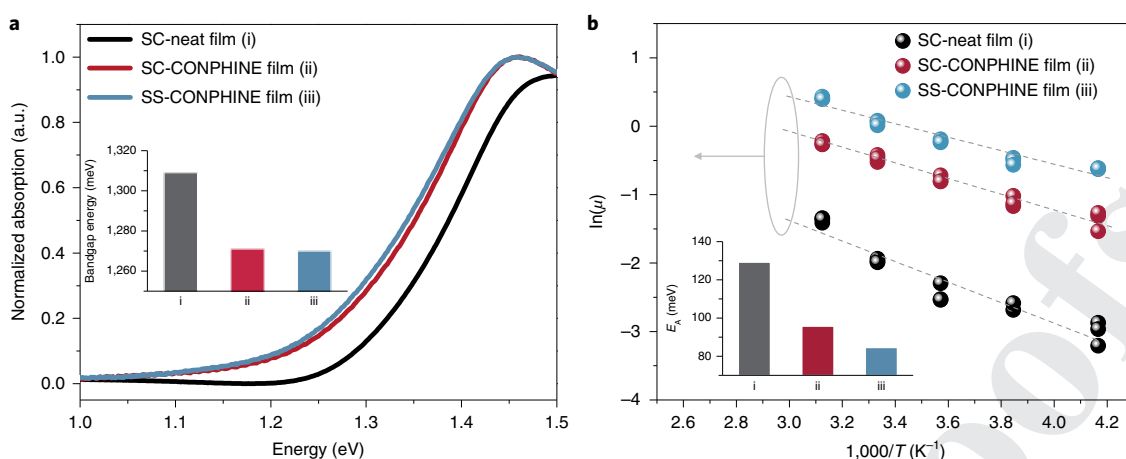 a
SC-neat film (i)
SC-CONPHINE film (ii)
SS-CONPHINE film (iii)
Normalized absorption (a.u.)
1.0
0.8
0.6
0.4
0.2
0.0
1.0 1.1 1.2 1.3 1.4 1.5
Energy (eV)
Bandgap energy (meV)
1,320
1,300
1,280
1,260
i ii iii
b
SC-neat film (i)
SC-CONPHINE film (ii)
SS-CONPHINE film (iii)
ln(μ)
1
0
–1
–2
–3
–4
2.6 2.8 3.0 3.2 3.4 3.6 3.8 4.0 4.2
1,000/T (K⁻¹)
E_A (meV)
140
130
120
110
100
90
80
i ii iii